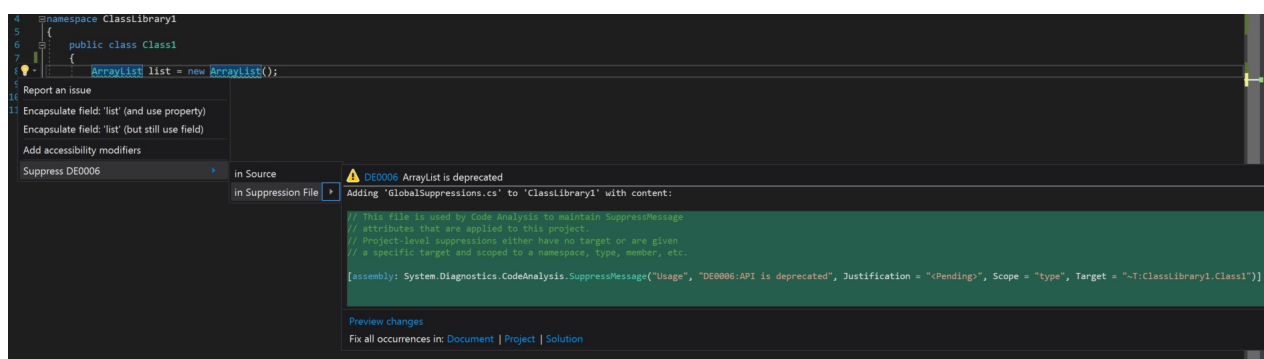 4 namespace ClassLibrary1
5 {
6 public class Class1
7 {
8 ArrayList list = new ArrayList();
9
10
11
Report an issue
Encapsulate field: 'list' (and use property)
Encapsulate field: 'list' (but still use field)
Add accessibility modifiers
Suppress DE0006
in Source
in Suppression File
DE0006 ArrayList is deprecated
Adding 'GlobalSuppressions.cs' to 'ClassLibrary1' with content:
// This file is used by Code Analysis to maintain SuppressMessage
// attributes that are applied to this project.
// Project-level suppressions either have no target or are given
// a specific target and scoped to a namespace, type, member, etc.
[assembly: System.Diagnostics.CodeAnalysis.SuppressMessage("Usage", "DE0006:API is deprecated", Justification = "<Pending>", Scope = "type", Target = "~T:ClassLibrary1.Class1")]
Preview changes
Fix all occurrences in: Document | Project | Solution